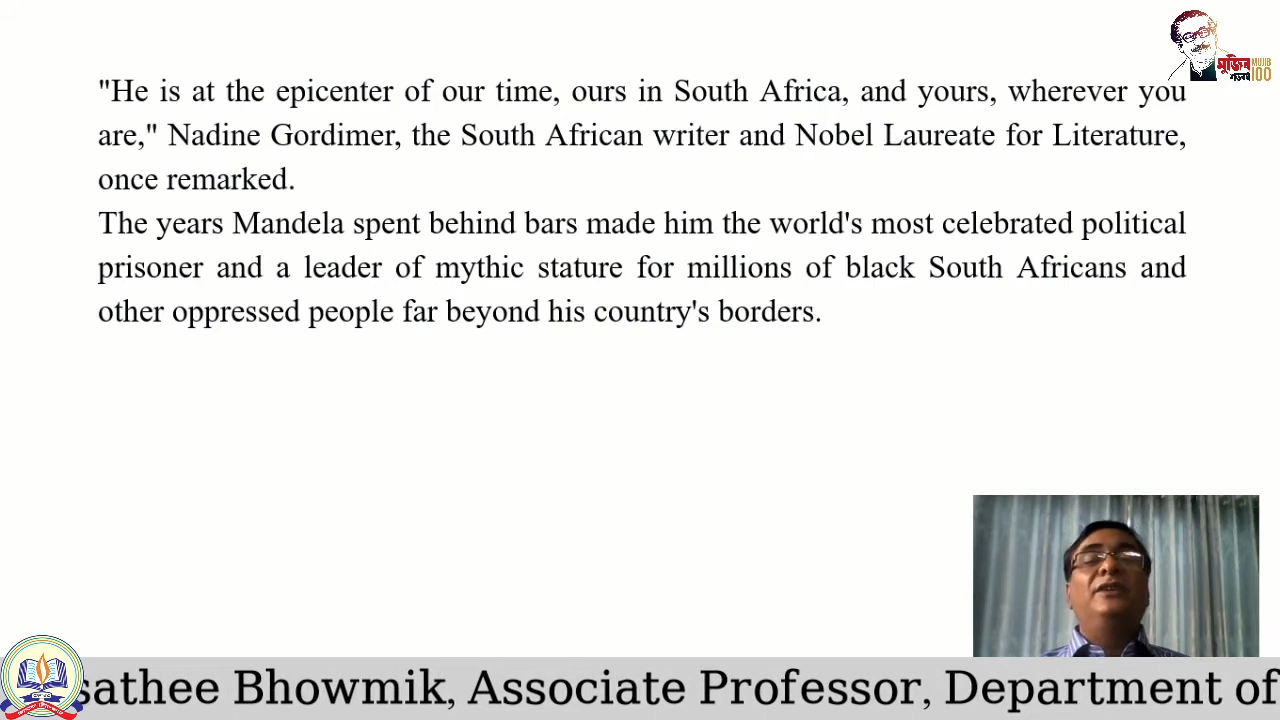 "He is at the epicenter of our time, ours in South Africa, and yours, wherever you
are," Nadine Gordimer, the South African writer and Nobel Laureate for Literature,
once remarked.
The years Mandela spent behind bars made him the world's most celebrated political
prisoner and a leader of mythic stature for millions of black South Africans and
other oppressed people far beyond his country's borders.
মুজিব MUJIB
শতবর্ষ 100
sathee Bhowmik, Associate Professor, Department of